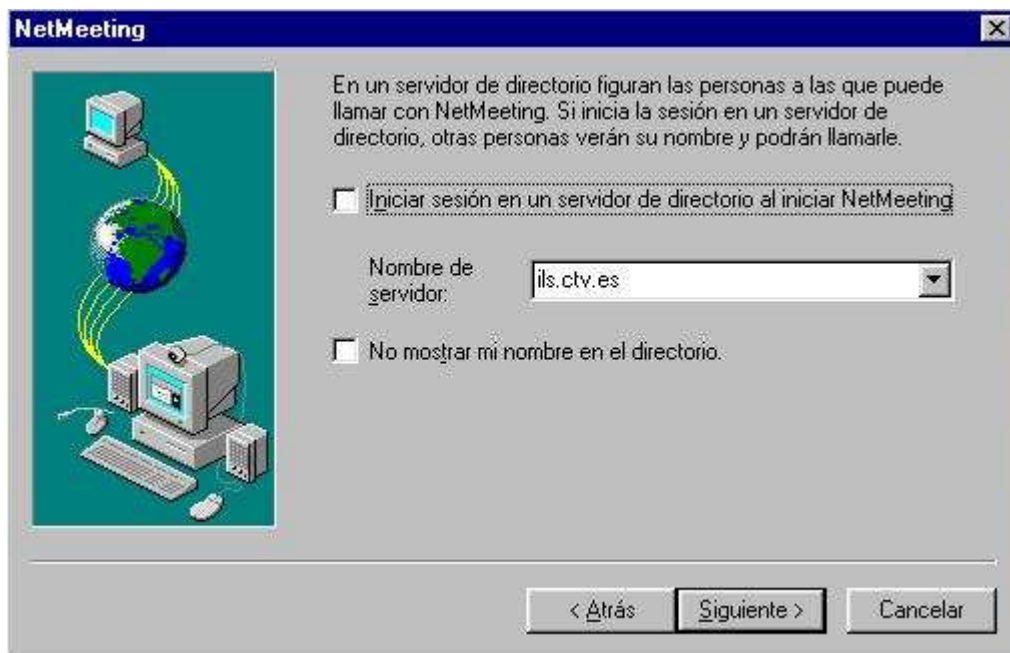 NetMeeting
En un servidor de directorio figuran las personas a las que puede
llamar con NetMeeting. Si inicia la sesión en un servidor de
directorio, otras personas verán su nombre y podrán llamarle.
Iniciar sesión en un servidor de directorio al iniciar NetMeeting
Nombre de
servidor:
ils.ctv.es
No mostrar mi nombre en el directorio.
< Atrás
Siguiente >
Cancelar